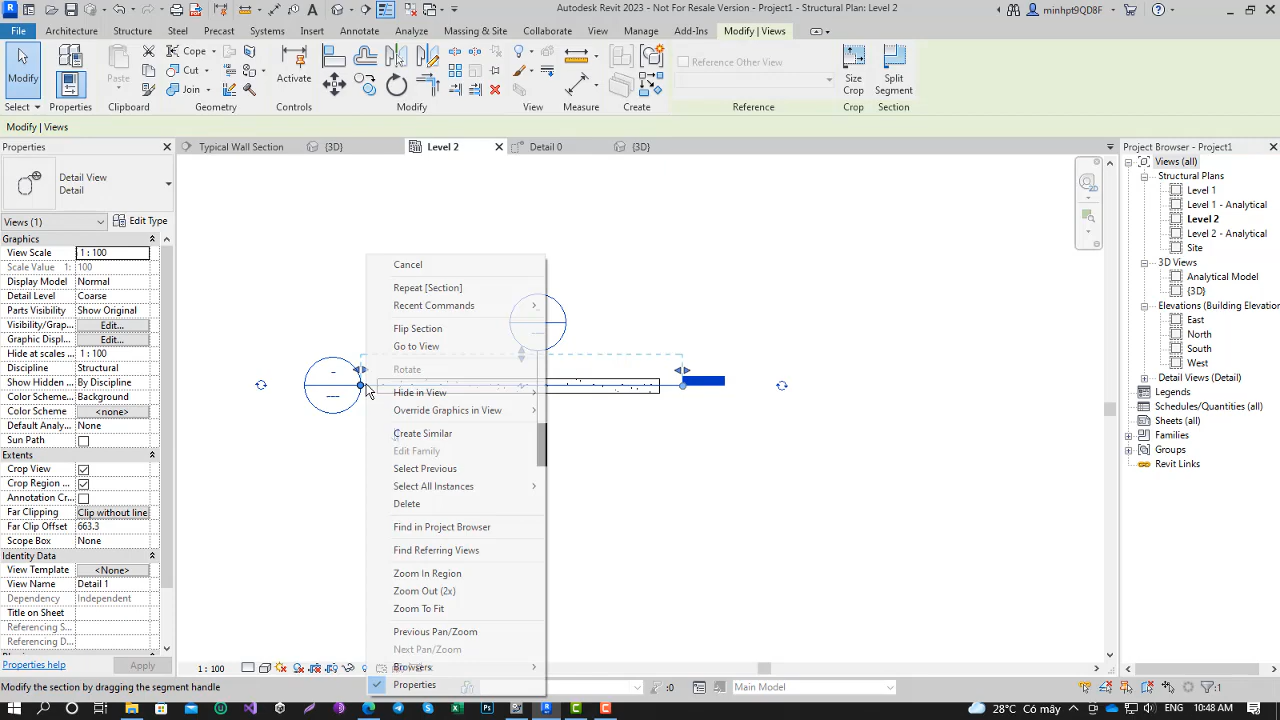 Autodesk Revit 2023 - Not For Resale Version - Project1 - Structural Plan: Level 2
minhpt9QD8F
File
Architecture
Structure
Steel
Precast
Systems
Insert
Annotate
Analyze
Massing & Site
Collaborate
View
Manage
Add-Ins
Modify | Views
Modify
Properties
Paste
Cope
Cut
Join
Activate
Reference Other View
Size Crop
Split Segment
Select
Properties
Clipboard
Geometry
Controls
Modify
View
Measure
Create
Reference
Crop
Section
Modify | Views
Properties
Typical Wall Section
{3D}
Level 2
Detail 0
{3D}
Project Browser - Project1
Detail View
Detail
Views (1)
Edit Type
Graphics
View Scale 1 : 100
Scale Value 1: 100
Display Model Normal
Detail Level Coarse
Parts Visibility Show Original
Visibility/Grap... Edit...
Graphic Displ... Edit...
Hide at scales ... 1 : 100
Discipline Structural
Show Hidden ... By Discipline
Color Scheme... Background
Color Scheme <none>
Default Analy... None
Sun Path
Extents
Crop View
Crop Region ...
Annotation Cr...
Far Clipping Clip without line
Far Clip Offset 663.3
Scope Box None
Identity Data
View Template <None>
View Name Detail 1
Dependency Independent
Title on Sheet
Referencing S...
Referencing D...
Properties help
Apply
Cancel
Repeat [Section]
Recent Commands
Flip Section
Go to View
Rotate
Hide in View
Override Graphics in View
Create Similar
Edit Family
Select Previous
Select All Instances
Delete
Find in Project Browser
Find Referring Views
Zoom In Region
Zoom Out (2x)
Zoom To Fit
Previous Pan/Zoom
Next Pan/Zoom
Browsers
Properties
Views (all)
Structural Plans
Level 1
Level 1 - Analytical
Level 2
Level 2 - Analytical
Site
3D Views
Analytical Model
{3D}
Elevations (Building Elevation
East
North
South
West
Detail Views (Detail)
Legends
Schedules/Quantities (all)
Sheets (all)
Families
Groups
Revit Links
1 : 100
Modify the section by dragging the segment handle
:0
Main Model
:1
28°C Có mây
ENG
10:48 AM